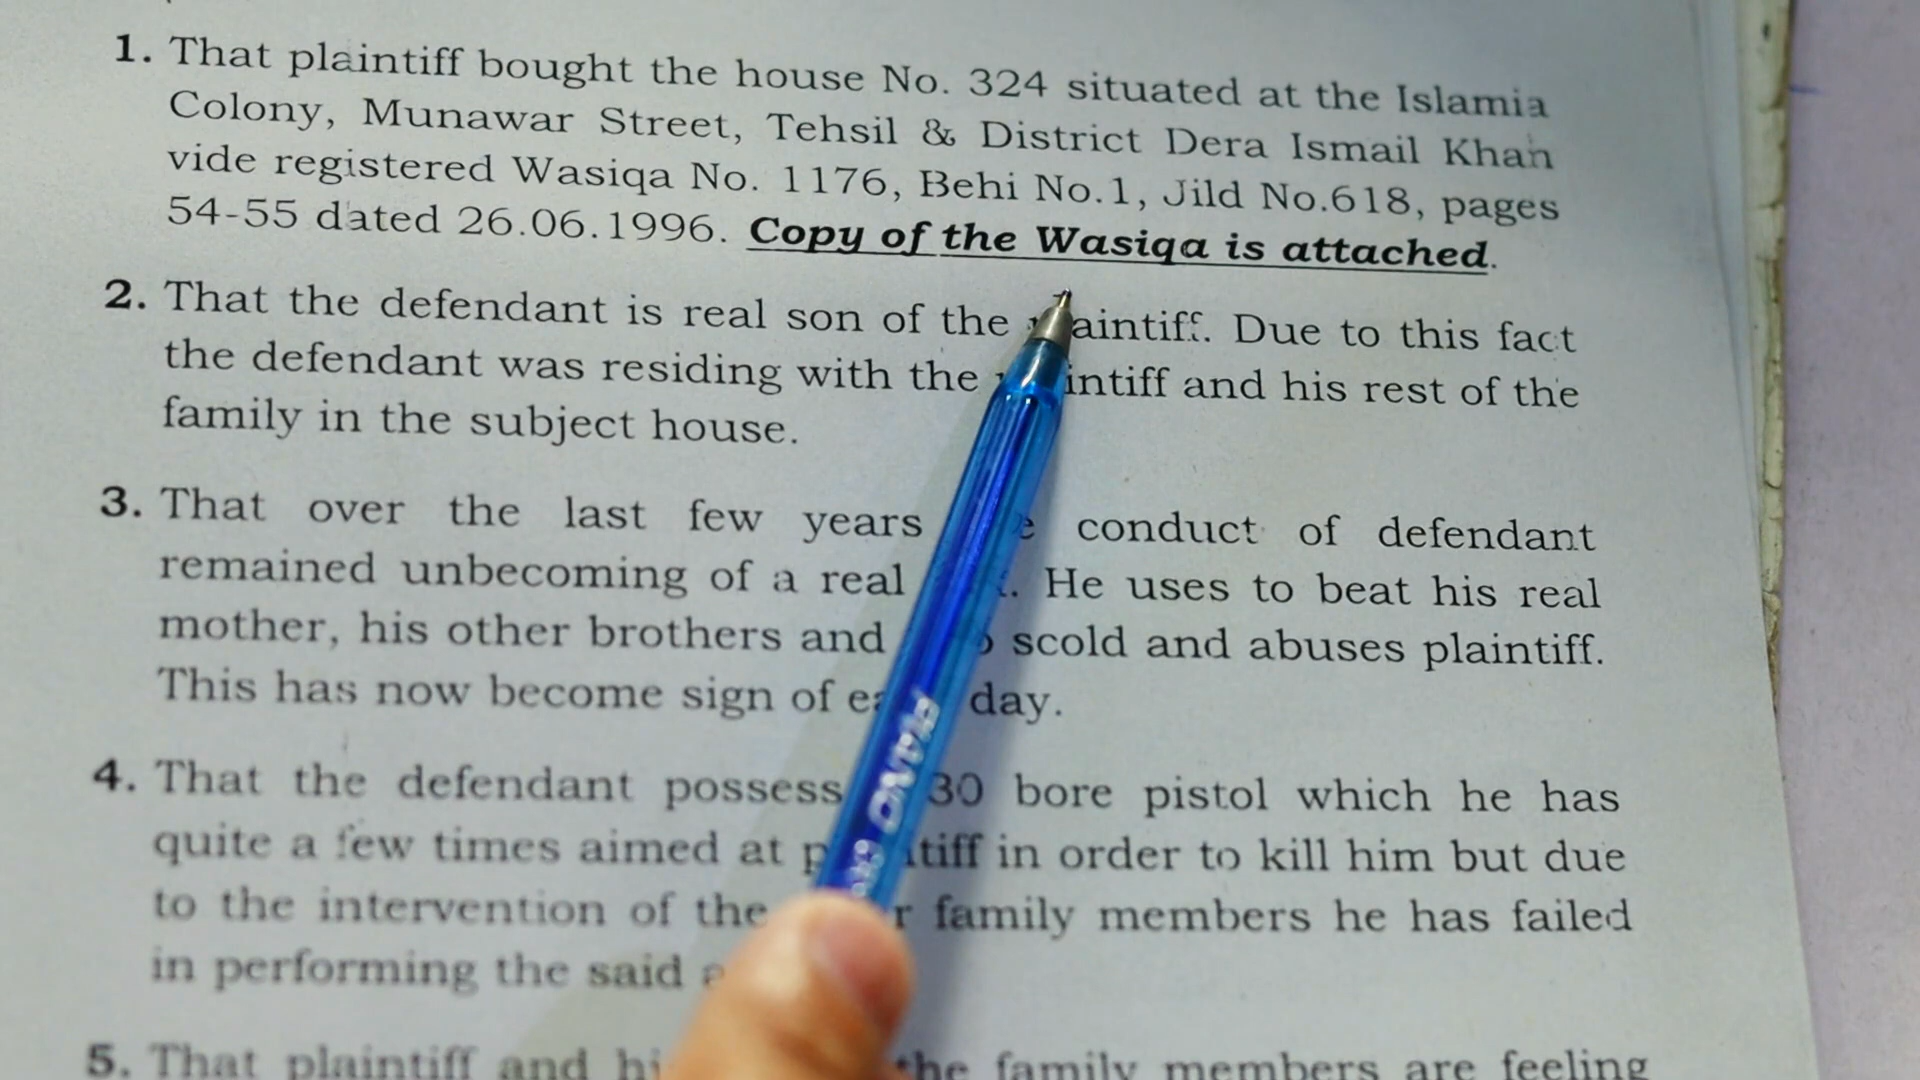 1. That plaintiff bought the house No. 324 situated at the Islamia
Colony, Munawar Street, Tehsil & District Dera Ismail Khan
vide registered Wasiqa No. 1176, Behi No.1, Jild No.618, pages
54-55 dated 26.06.1996. Copy of the Wasiqa is attached.
2. That the defendant is real son of the plaintiff. Due to this fact
the defendant was residing with the plaintiff and his rest of the
family in the subject house.
3. That over the last few years conduct of defendant
remained unbecoming of a real . He uses to beat his real
mother, his other brothers and scold and abuses plaintiff.
This has now become sign of day.
4. That the defendant possess 30 bore pistol which he has
quite a few times aimed at plaintiff in order to kill him but due
to the intervention of the family members he has failed
in performing the said
5. That plaintiff and the family members are feeling
PIANO